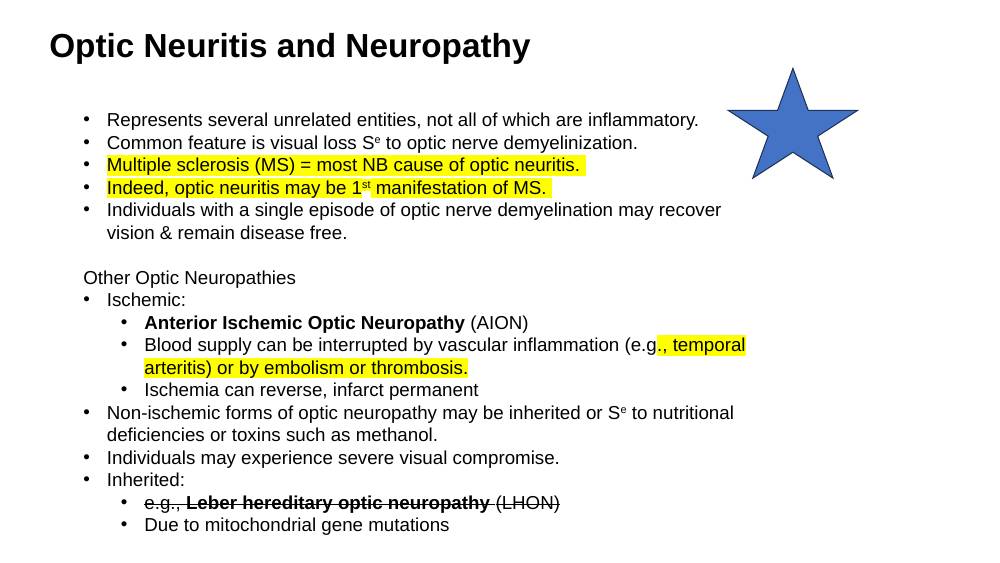 Optic Neuritis and Neuropathy
• Represents several unrelated entities, not all of which are inflammatory.
• Common feature is visual loss Sᵉ to optic nerve demyelinization.
• Multiple sclerosis (MS) = most NB cause of optic neuritis.
• Indeed, optic neuritis may be 1st manifestation of MS.
• Individuals with a single episode of optic nerve demyelination may recover
vision & remain disease free.
Other Optic Neuropathies
• Ischemic:
• Anterior Ischemic Optic Neuropathy (AION)
• Blood supply can be interrupted by vascular inflammation (e.g., temporal
arteritis) or by embolism or thrombosis.
• Ischemia can reverse, infarct permanent
• Non-ischemic forms of optic neuropathy may be inherited or Sᵉ to nutritional
deficiencies or toxins such as methanol.
• Individuals may experience severe visual compromise.
• Inherited:
• e.g., Leber hereditary optic neuropathy (LHON)
• Due to mitochondrial gene mutations